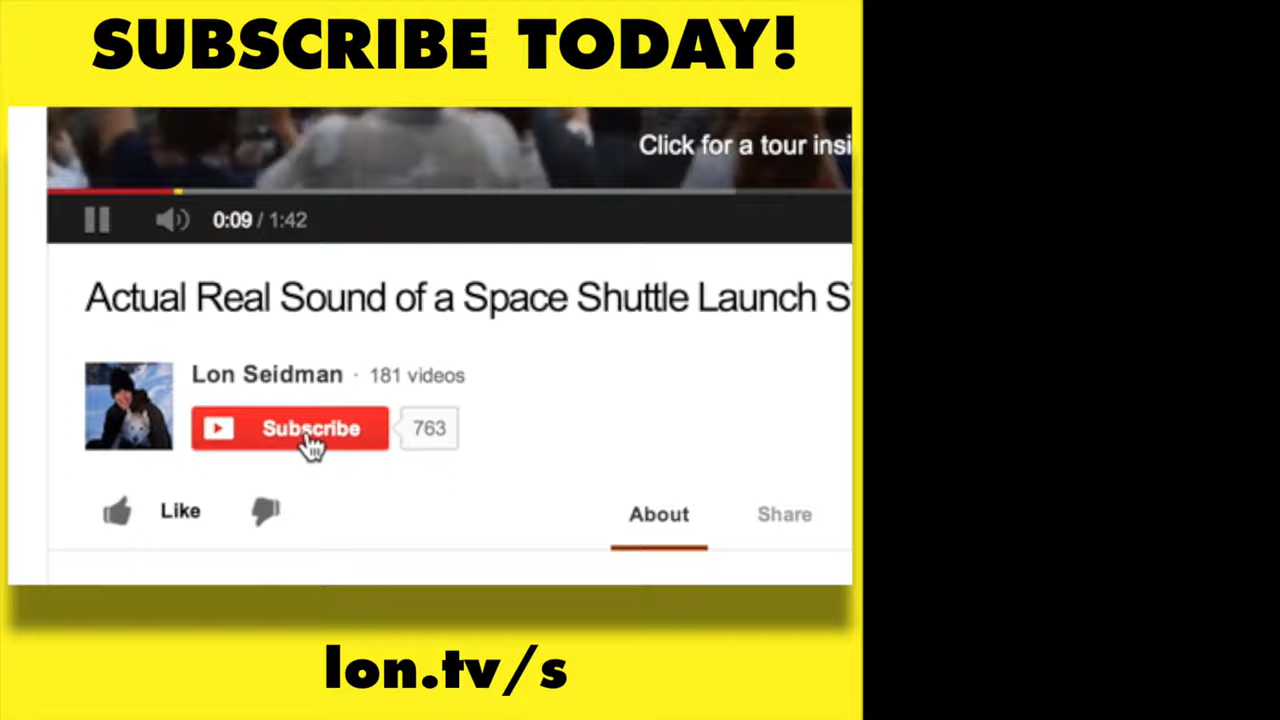 SUBSCRIBE TODAY!
Click for a tour insi
0:09 / 1:42
Actual Real Sound of a Space Shuttle Launch S
Lon Seidman · 181 videos
Subscribe 763
Like
About Share
lon.tv/s